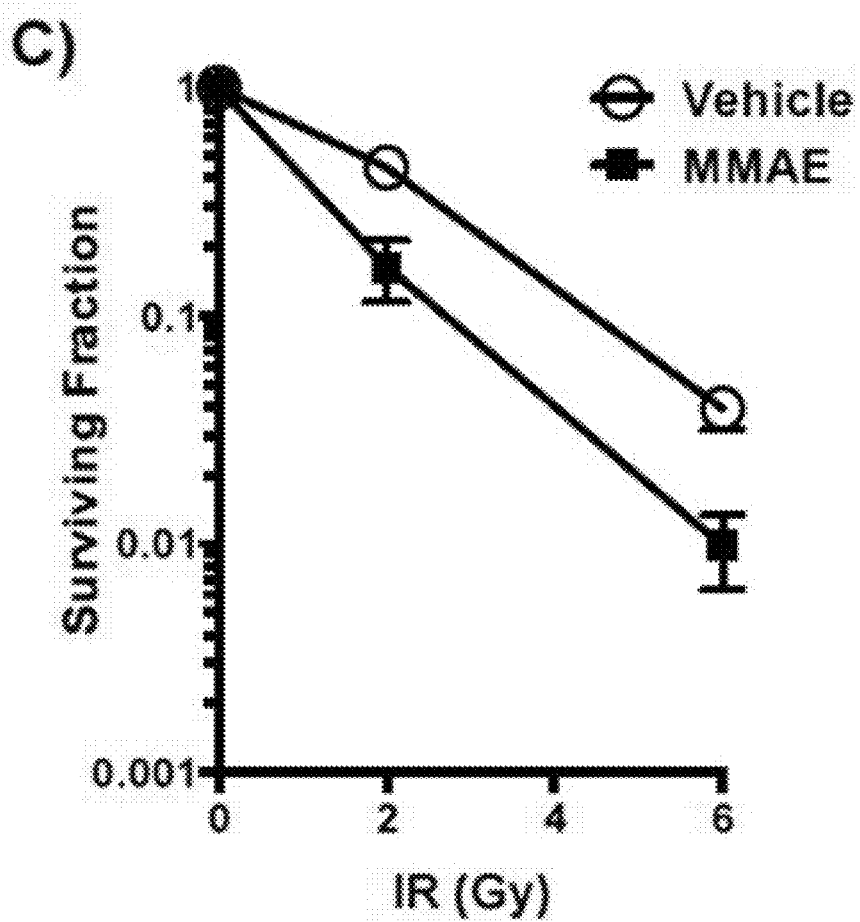 C)
Vehicle
MMAE
Surviving Fraction
1
0.1
0.01
0.001
0 2 4 6
IR (Gy)